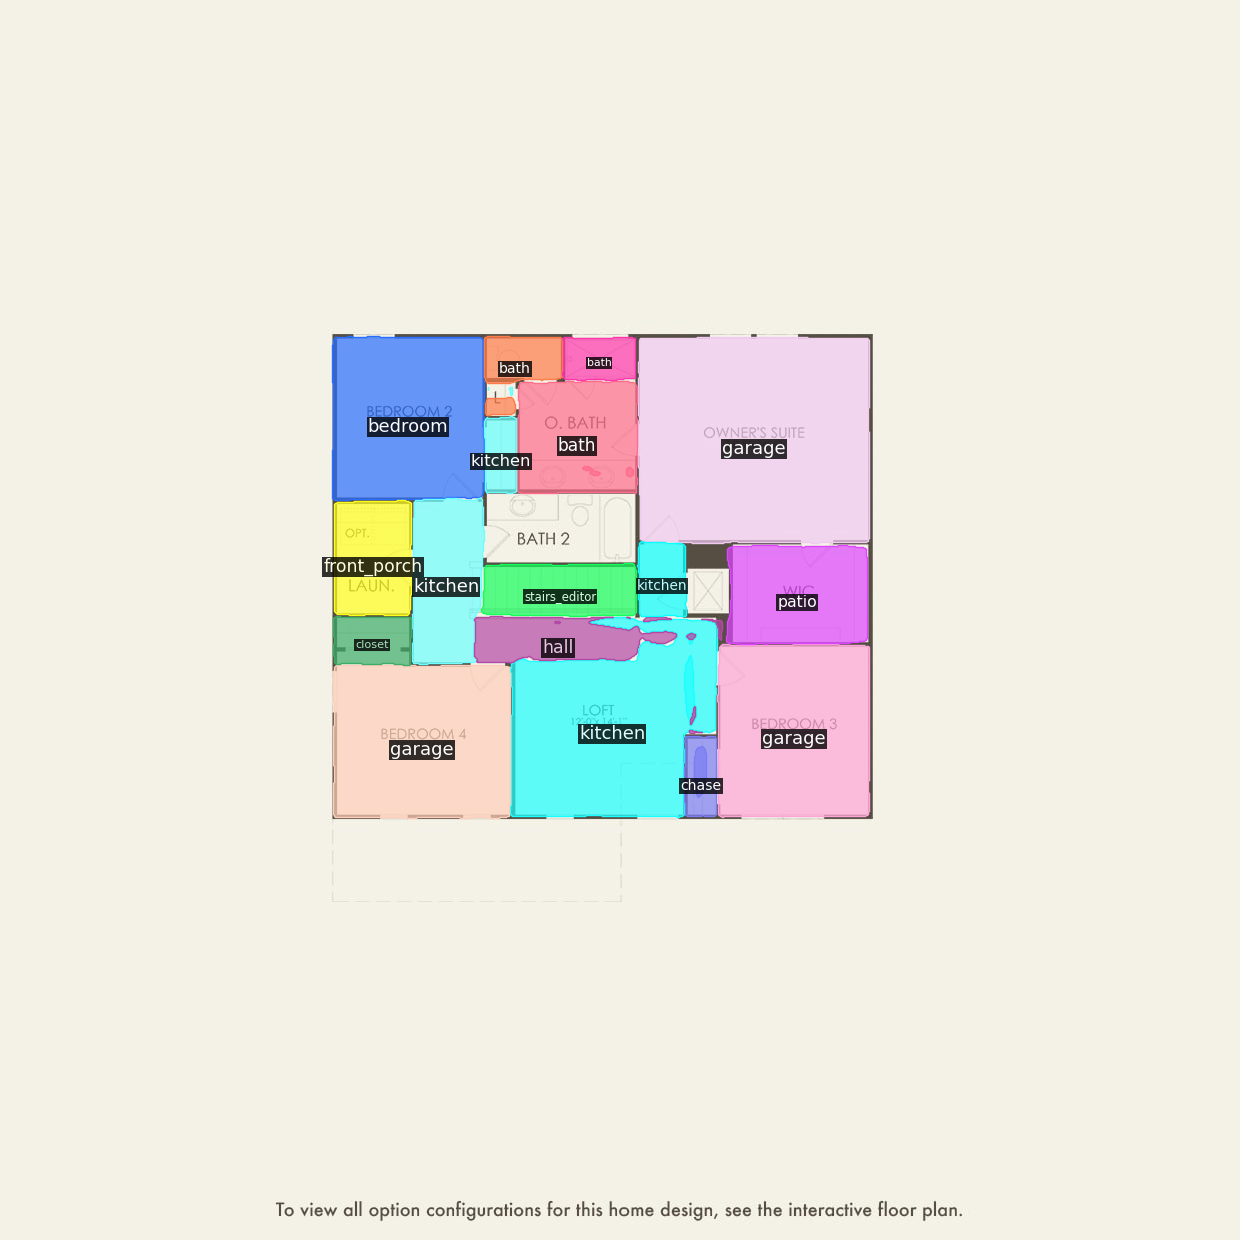 bath
bath
L
BEDROOM 2
bedroom
O. BATH
bath
OWNER'S SUITE
garage
kitchen
OPT.
front_porch
LAUN.
kitchen
BATH 2
stairs_editor
kitchen
WIC
patio
closet
hall
LOFT
kitchen
BEDROOM 4
garage
BEDROOM 3
garage
chase
To view all option configurations for this home design, see the interactive floor plan.